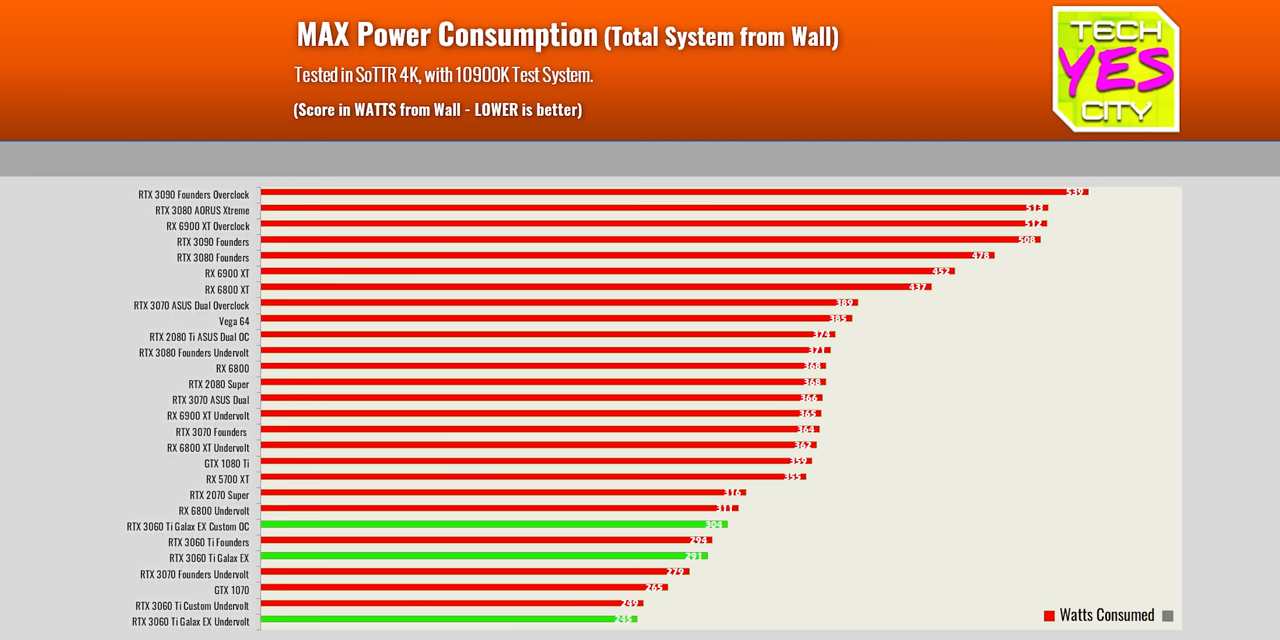 MAX Power Consumption (Total System from Wall)
Tested in SoTTR 4K, with 10900K Test System.
(Score in WATTS from Wall - LOWER is better)
TECH
YES
CITY
RTX 3090 Founders Overclock 539
RTX 3080 AORUS Xtreme 513
RX 6900 XT Overclock 512
RTX 3090 Founders 508
RTX 3080 Founders 478
RX 6900 XT 452
RX 6800 XT 437
RTX 3070 ASUS Dual Overclock 389
Vega 64 385
RTX 2080 Ti ASUS Dual OC 374
RTX 3080 Founders Undervolt 371
RX 6800 368
RTX 2080 Super 368
RTX 3070 ASUS Dual 366
RX 6900 XT Undervolt 365
RTX 3070 Founders 364
RX 6800 XT Undervolt 362
GTX 1080 Ti 359
RX 5700 XT 355
RTX 2070 Super 316
RX 6800 Undervolt 311
RTX 3060 Ti Galax EX Custom OC 304
RTX 3060 Ti Founders 294
RTX 3060 Ti Galax EX 291
RTX 3070 Founders Undervolt 279
GTX 1070 265
RTX 3060 Ti Custom Undervolt 249
RTX 3060 Ti Galax EX Undervolt 245
Watts Consumed